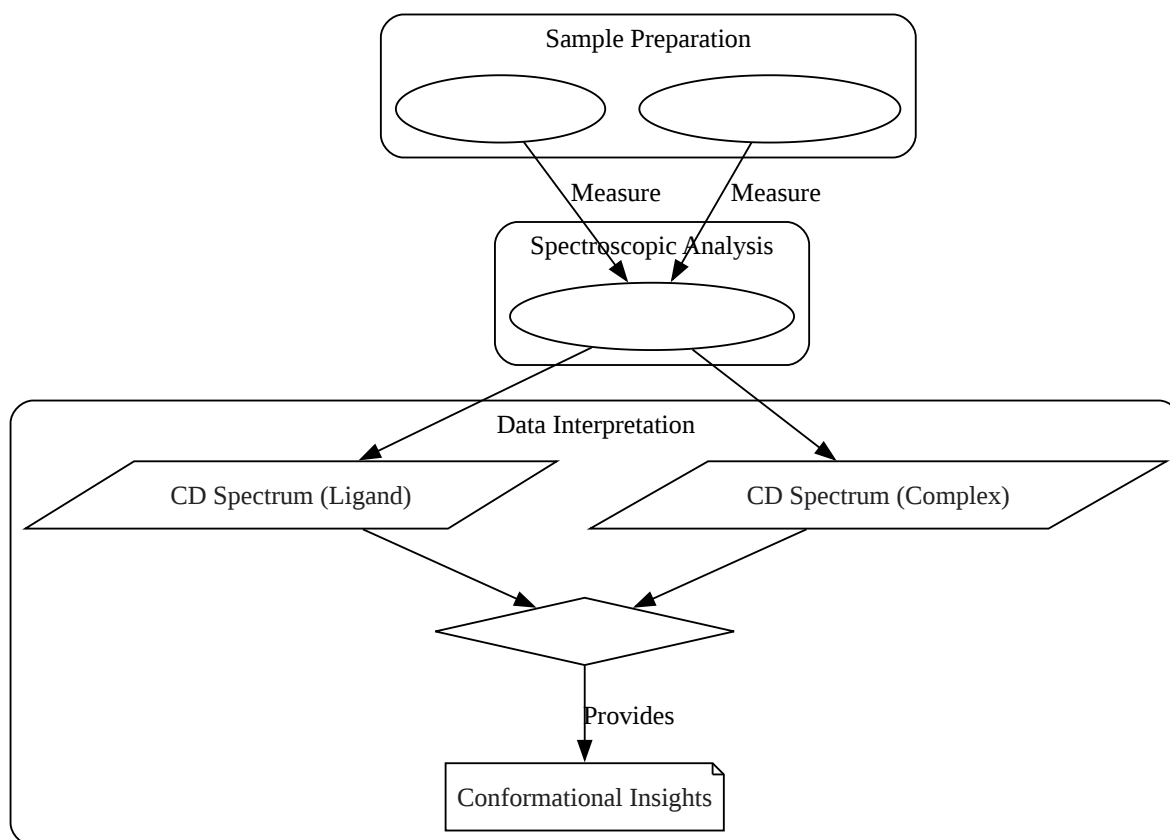 Sample Preparation
Measure
Measure
Spectroscopic Analysis
Data Interpretation
CD Spectrum (Ligand)
CD Spectrum (Complex)
Provides
Conformational Insights